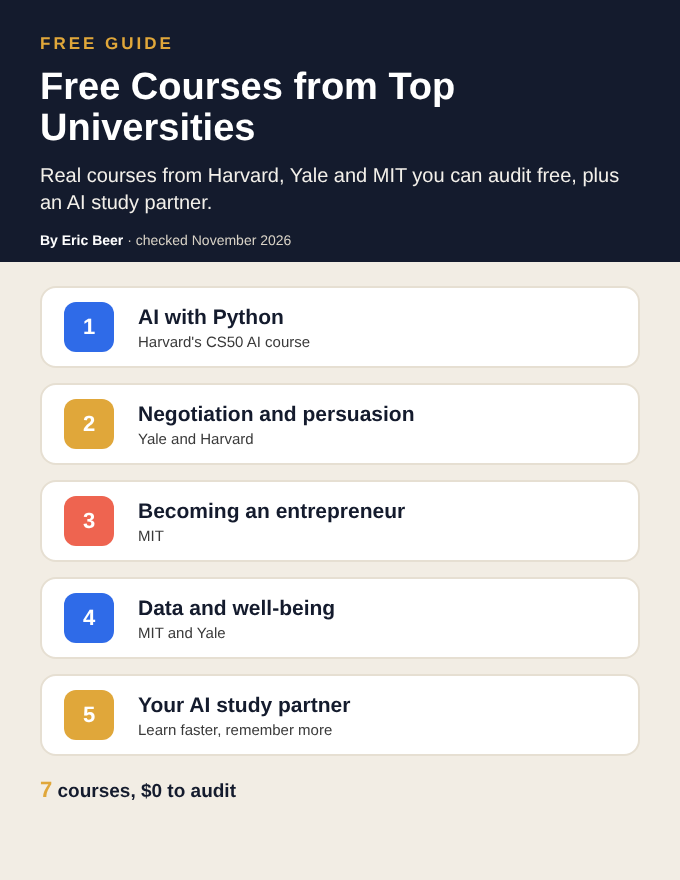 FREE GUIDE
Free Courses from Top
Universities
Real courses from Harvard, Yale and MIT you can audit free, plus
an AI study partner.
By Eric Beer · checked November 2026
1
AI with Python
Harvard's CS50 AI course
2
Negotiation and persuasion
Yale and Harvard
3
Becoming an entrepreneur
MIT
4
Data and well-being
MIT and Yale
5
Your AI study partner
Learn faster, remember more
7 courses, $0 to audit